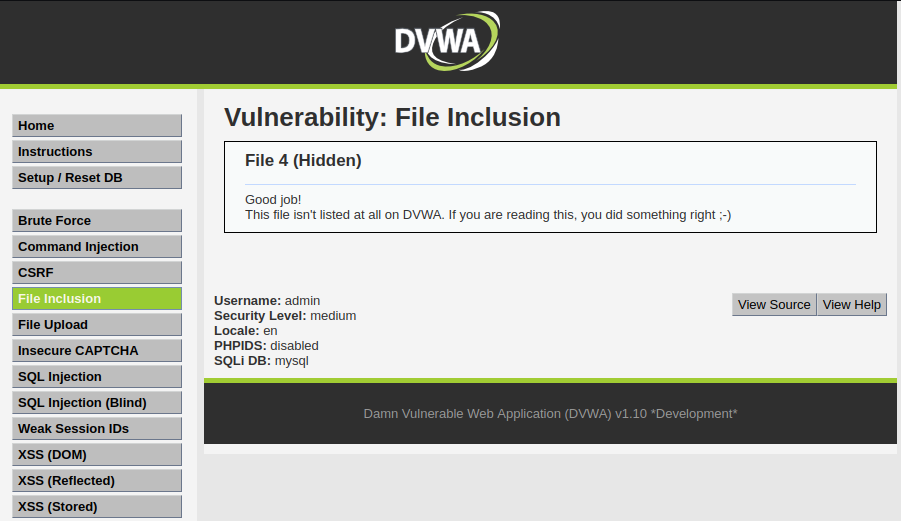 DVWA
Home
Instructions
Setup / Reset DB
Brute Force
Command Injection
CSRF
File Inclusion
File Upload
Insecure CAPTCHA
SQL Injection
SQL Injection (Blind)
Weak Session IDs
XSS (DOM)
XSS (Reflected)
XSS (Stored)
Vulnerability: File Inclusion
File 4 (Hidden)
Good job!
This file isn't listed at all on DVWA. If you are reading this, you did something right ;-)
Username: admin
Security Level: medium
Locale: en
PHPIDS: disabled
SQLi DB: mysql
View Source View Help
Damn Vulnerable Web Application (DVWA) v1.10 *Development*